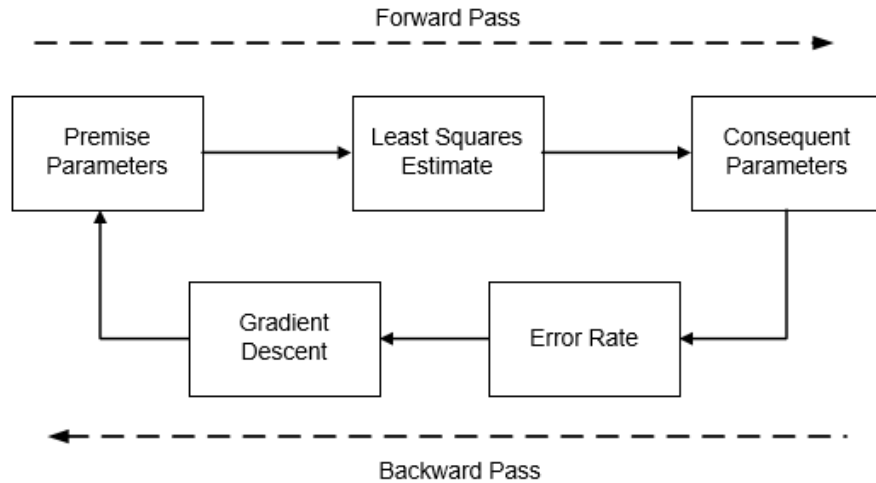 Forward Pass
Premise
Parameters
Least Squares
Estimate
Consequent
Parameters
Gradient
Descent
Error Rate
Backward Pass